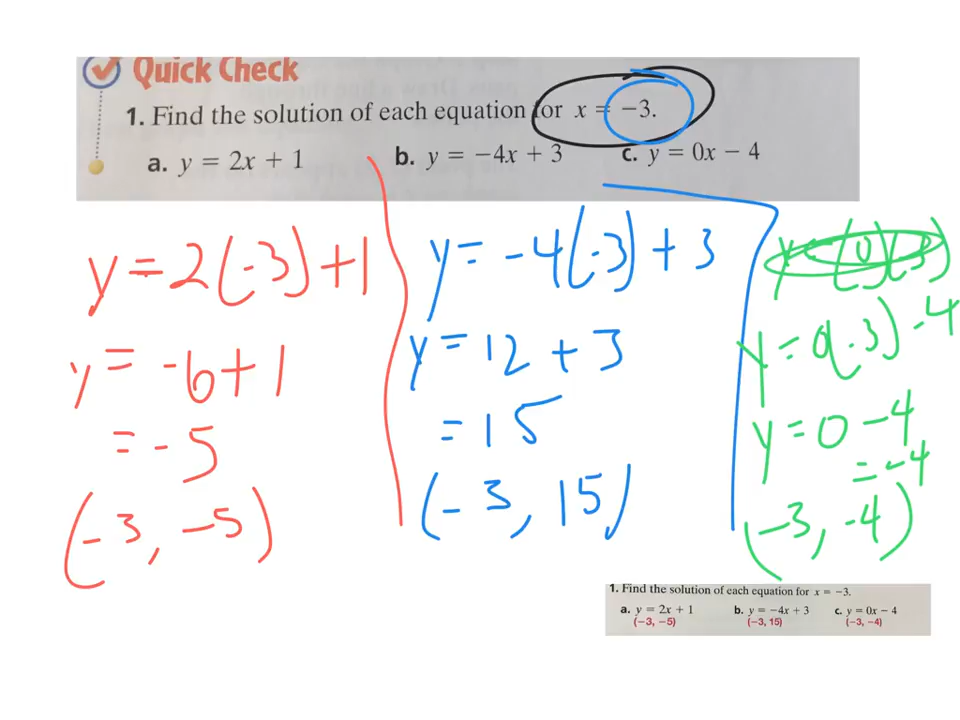 Quick Check
1. Find the solution of each equation for x = −3.
a. y = 2x + 1 b. y = −4x + 3 c. y = 0x − 4
y = 2(-3)+1
y = -6+1
= -5
(-3, -5)
y = -4(-3) + 3
y = 12 + 3
= 15
(-3, 15)
y = (0)(-3)
y = 0(-3) -4
y = 0 -4
= -4
(-3, -4)
1. Find the solution of each equation for x = −3.
a. y = 2x + 1 b. y = −4x + 3 c. y = 0x − 4
(−3, −5) (−3, 15) (−3, −4)